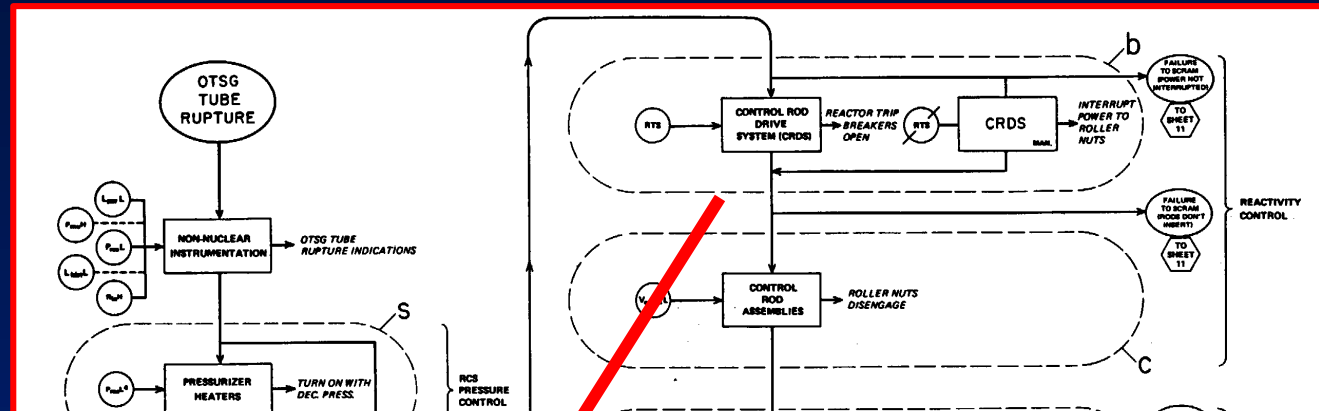 OTSG
TUBE
RUPTURE
NON-NUCLEAR
INSTRUMENTATION
OTSG TUBE
RUPTURE INDICATIONS
S
PRESSURIZER
HEATERS
TURN ON WITH
DEC. PRESS.
RCS
PRESSURE
CONTROL
b
RTS
CONTROL ROD
DRIVE
SYSTEM (CRDS)
REACTOR TRIP
BREAKERS
OPEN
RTS
CRDS
MAN.
INTERRUPT
POWER TO
ROLLER
NUTS
FAILURE
TO SCRAM
(POWER NOT
INTERRUPTED)
TO
SHEET
11
FAILURE
TO SCRAM
(RODS DON'T
INSERT)
TO
SHEET
11
REACTIVITY
CONTROL
CONTROL
ROD
ASSEMBLIES
ROLLER NUTS
DISENGAGE
c